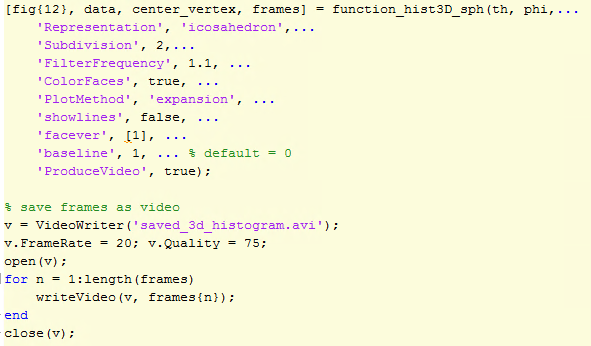 [fig{12}, data, center_vertex, frames] = function_hist3D_sph(th, phi,...
    'Representation', 'icosahedron',...
    'Subdivision', 2,...
    'FilterFrequency', 1.1, ...
    'ColorFaces', true, ...
    'PlotMethod', 'expansion', ...
    'showlines', false, ...
    'facever', [1], ...
    'baseline', 1, ... % default = 0
    'ProduceVideo', true);
% save frames as video
v = VideoWriter('saved_3d_histogram.avi');
v.FrameRate = 20; v.Quality = 75;
open(v);
for n = 1:length(frames)
    writeVideo(v, frames{n});
end
close(v);